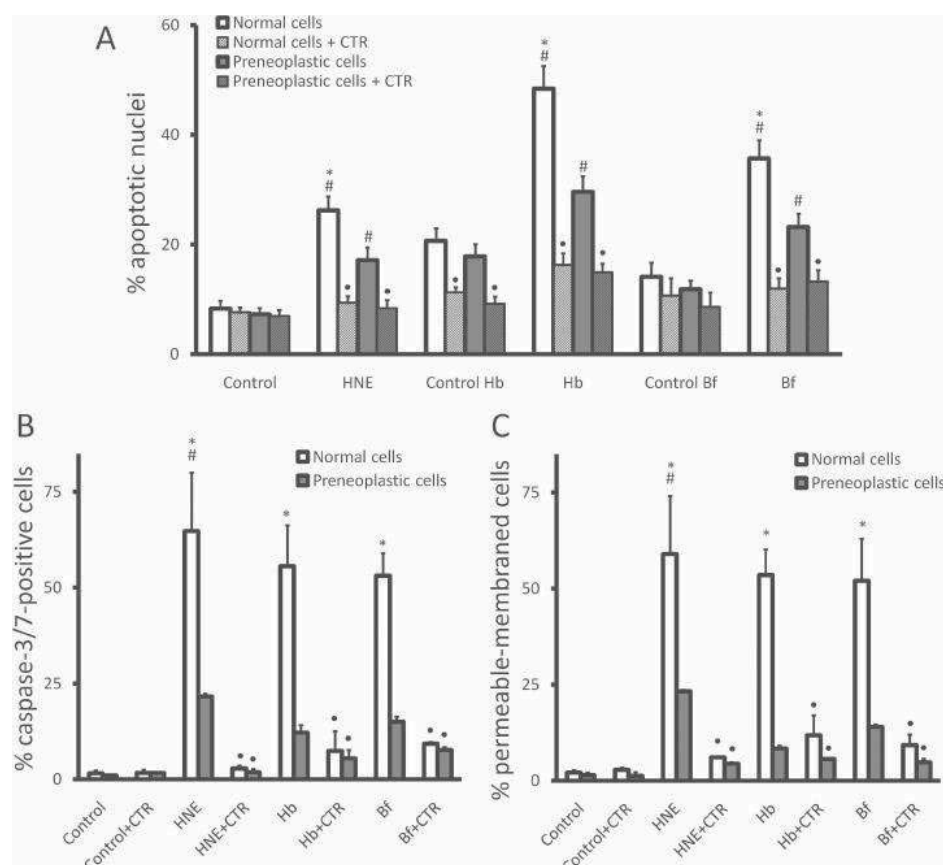 A
Normal cells
Normal cells + CTR
Preneoplastic cells
Preneoplastic cells + CTR
% apoptotic nuclei
60
40
20
0
*
#
•
#
•
•
•
*
#
•
#
•
•
*
#
•
#
•
Control
HNE
Control Hb
Hb
Control Bf
Bf
B
Normal cells
Preneoplastic cells
% caspase-3/7-positive cells
75
50
25
0
*
#
• •
*
• •
*
• •
Control
Control+CTR
HNE
HNE+CTR
Hb
Hb+CTR
Bf
Bf+CTR
C
Normal cells
Preneoplastic cells
% permeable-membraned cells
75
50
25
0
*
#
• •
*
• •
*
• •
Control
Control+CTR
HNE
HNE+CTR
Hb
Hb+CTR
Bf
Bf+CTR